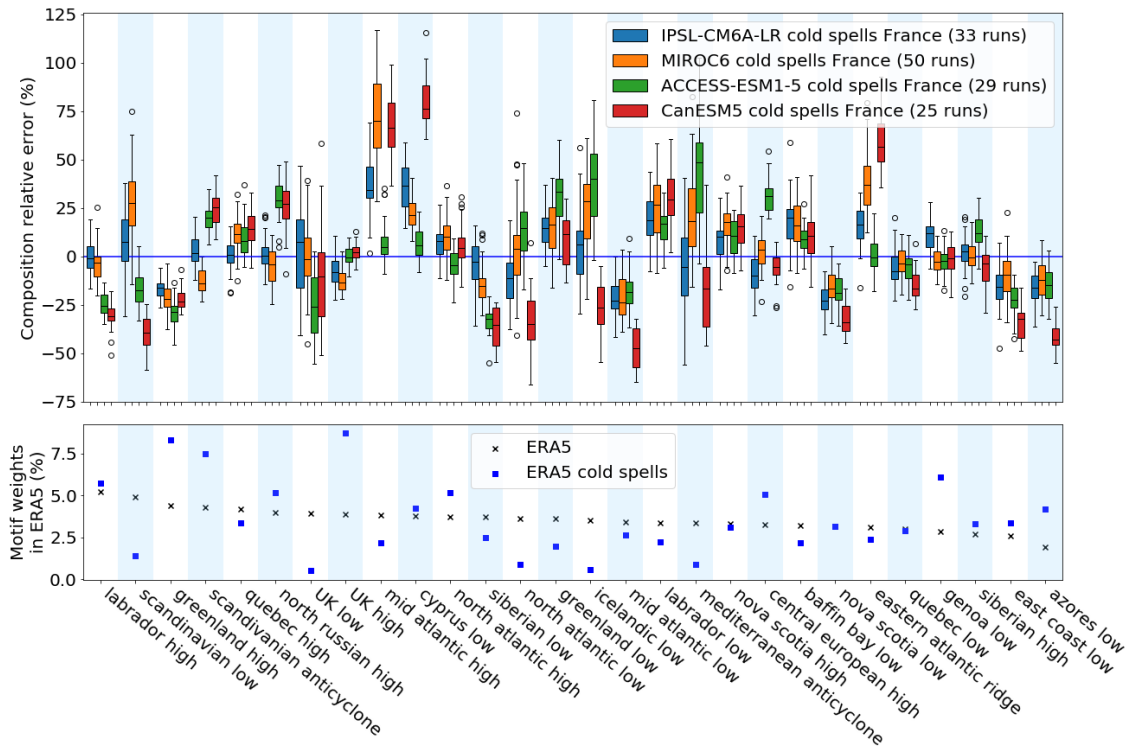 125
100
75
50
25
0
−25
−50
−75
Composition relative error (%)
IPSL-CM6A-LR cold spells France (33 runs)
MIROC6 cold spells France (50 runs)
ACCESS-ESM1-5 cold spells France (29 runs)
CanESM5 cold spells France (25 runs)
7.5
5.0
2.5
0.0
Motif weights
in ERA5 (%)
ERA5
ERA5 cold spells
labrador high
scandinavian low
greenland high
scandivanian anticyclone
quebec high
north russian high
UK low
UK high
mid atlantic high
cyprus low
north atlantic high
siberian low
north atlantic low
greenland low
icelandic low
mid atlantic low
labrador low
mediterranean anticyclone
nova scotia high
central european high
baffin bay low
nova scotia low
eastern atlantic ridge
quebec low
genoa low
siberian high
east coast low
azores low